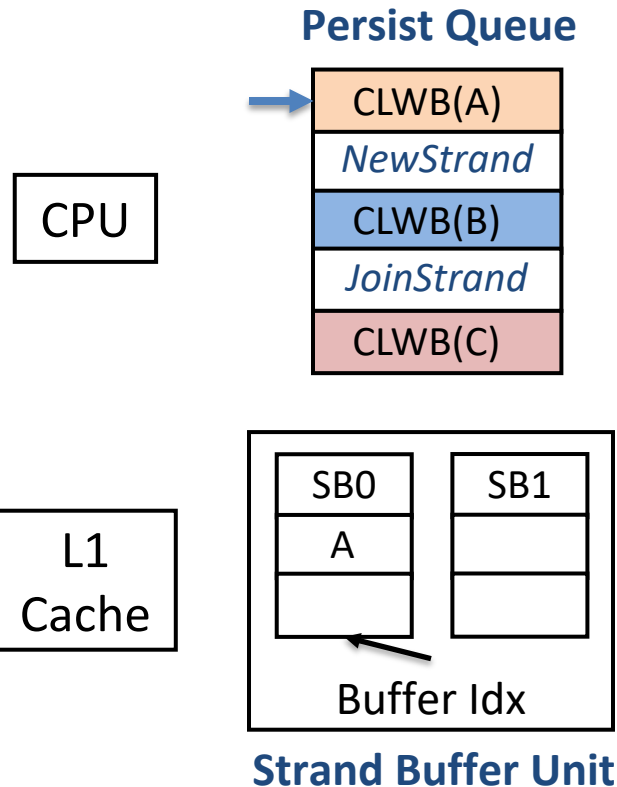 Persist Queue
CLWB(A)
NewStrand
CPU
CLWB(B)
JoinStrand
CLWB(C)
SB0
SB1
A
L1
Cache
Buffer Idx
Strand Buffer Unit